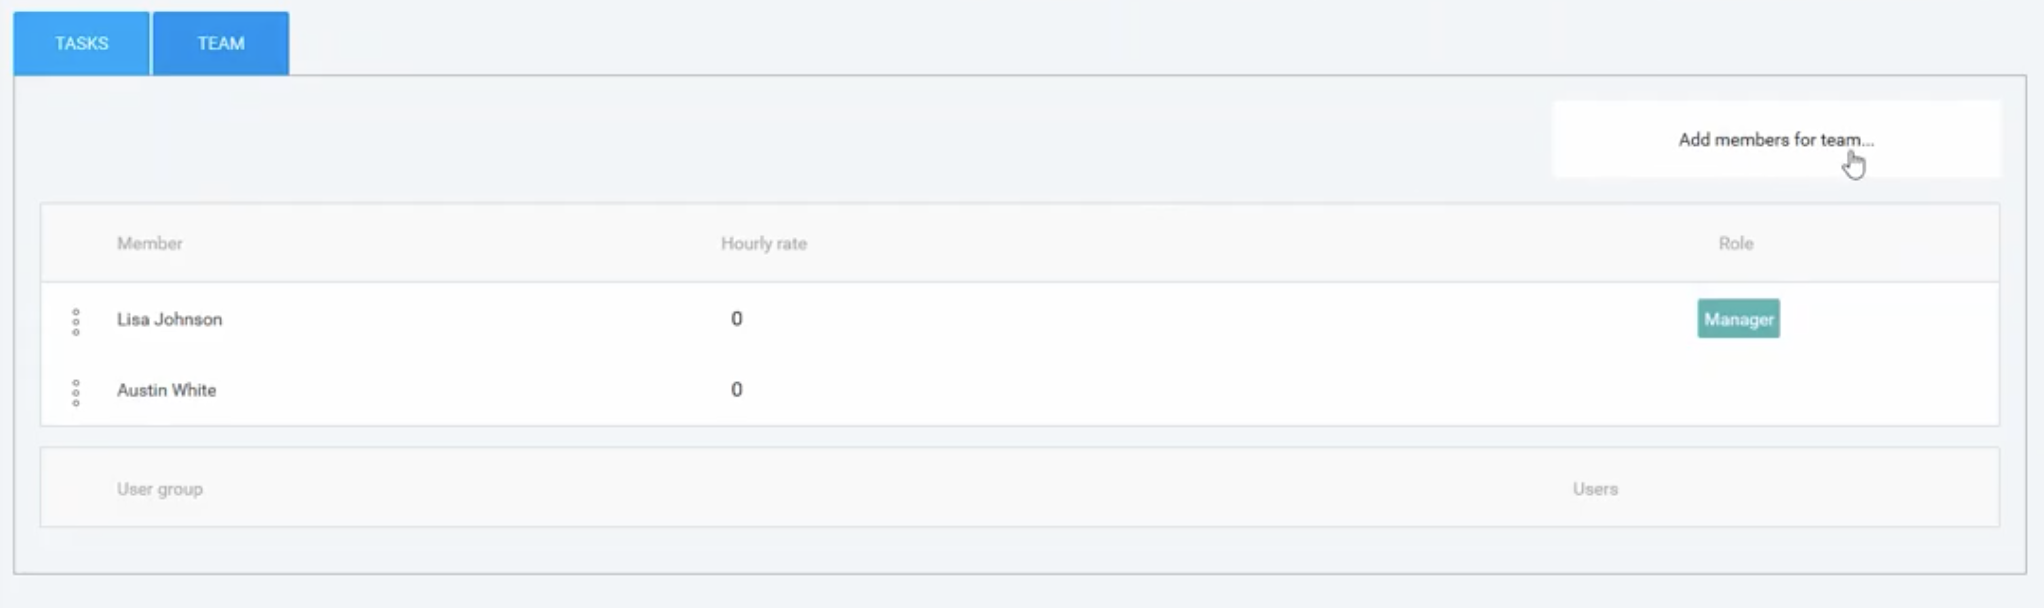 TASKS TEAM
Add members for team...
Member Hourly rate Role
Lisa Johnson 0 Manager
Austin White 0
User group Users